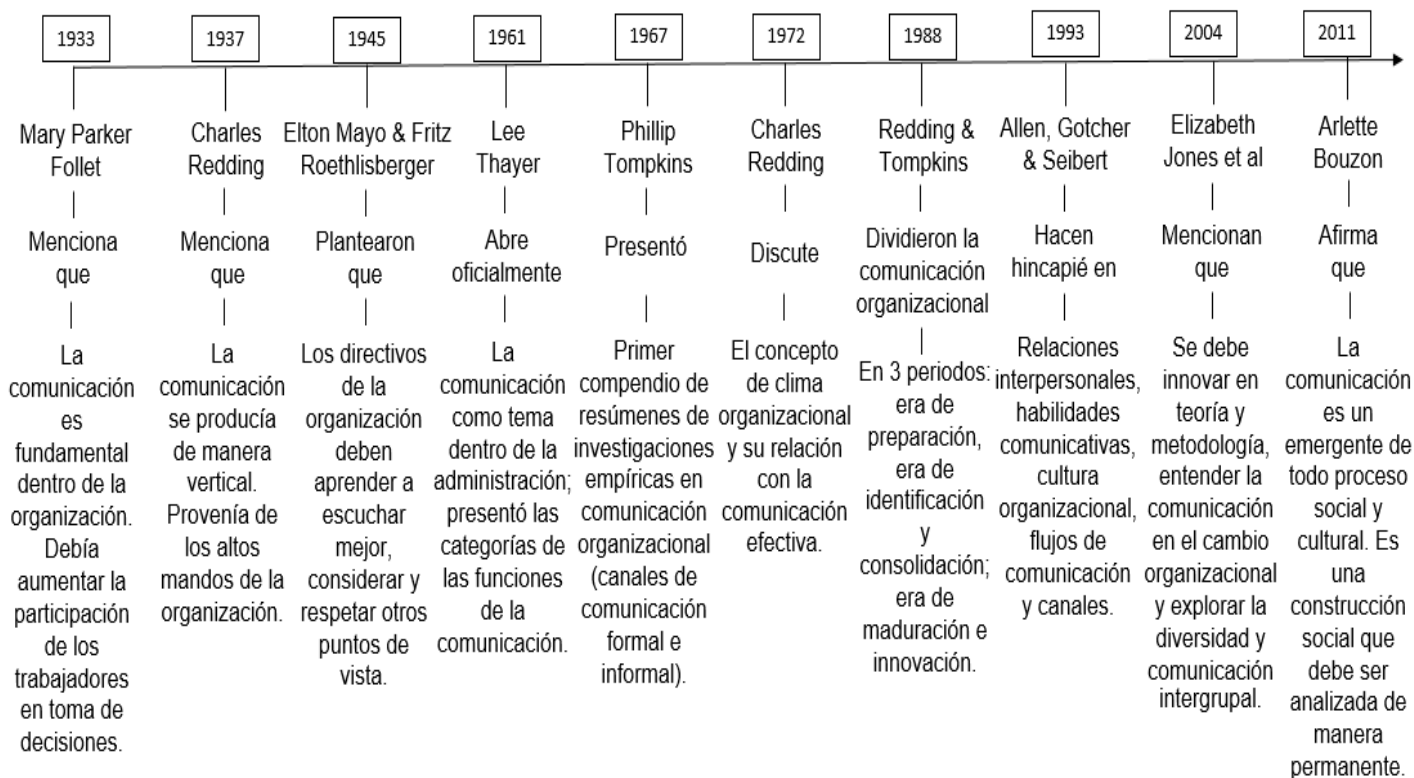 1933
1937
1945
1961
1967
1972
1988
1993
2004
2011
Mary Parker
Follet
Menciona
que
La
comunicación
es
fundamental
dentro de la
organización.
Debía
aumentar la
participación
de los
trabajadores
en toma de
decisiones.
Charles
Redding
Menciona
que
La
comunicación
se producía
de manera
vertical.
Provenía de
los altos
mandos de la
organización.
Elton Mayo & Fritz
Roethlisberger
Plantearon
que
Los directivos
de la
organización
deben
aprender a
escuchar
mejor,
considerar y
respetar otros
puntos de
vista.
Lee
Thayer
Abre
oficialmente
La
comunicación
como tema
dentro de la
administración;
presentó las
categorías de
las funciones
de la
comunicación.
Phillip
Tompkins
Presentó
Primer
compendio de
resúmenes de
investigaciones
empíricas en
comunicación
organizacional
(canales de
comunicación
formal e
informal).
Charles
Redding
Discute
El concepto
de clima
organizacional
y su relación
con la
comunicación
efectiva.
Redding &
Tompkins
Dividieron la
comunicación
organizacional
En 3 periodos:
era de
preparación,
era de
identificación
y
consolidación;
era de
maduración e
innovación.
Allen, Gotcher
& Seibert
Hacen
hincapié en
Relaciones
interpersonales,
habilidades
comunicativas,
cultura
organizacional,
flujos de
comunicación
y canales.
Elizabeth
Jones et al
Mencionan
que
Se debe
innovar en
teoría y
metodología,
entender la
comunicación
en el cambio
organizacional
y explorar la
diversidad y
comunicación
intergrupal.
Arlette
Bouzon
Afirma
que
La
comunicación
es un
emergente de
todo proceso
social y
cultural. Es
una
construcción
social que
debe ser
analizada de
manera
permanente.